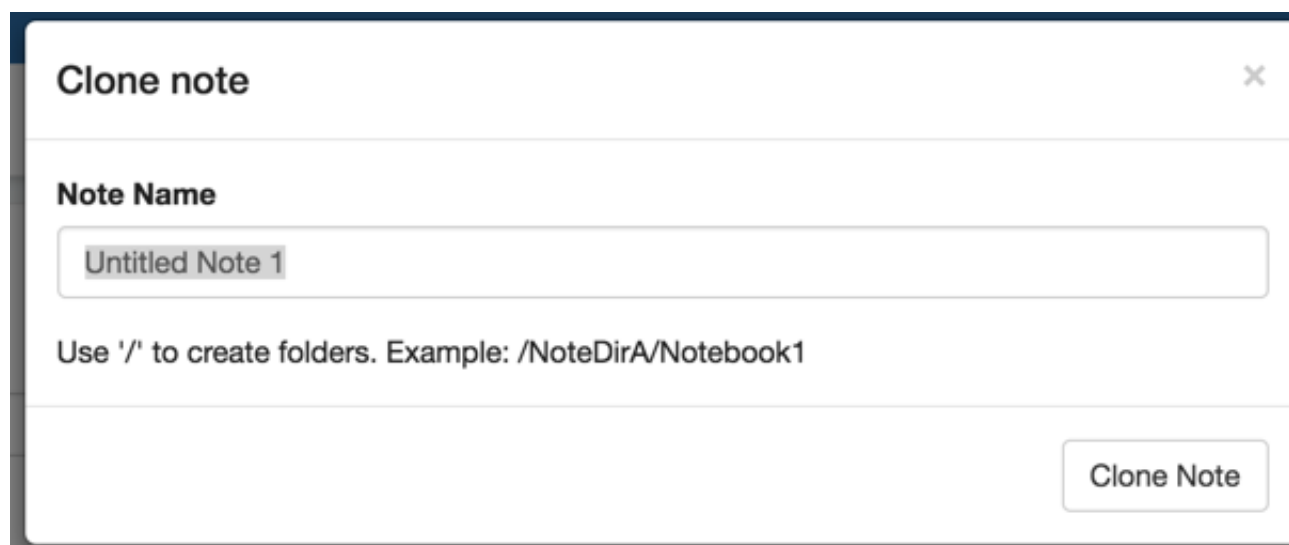 Clone note
×
Note Name
Untitled Note 1
Use '/' to create folders. Example: /NoteDirA/Notebook1
Clone Note